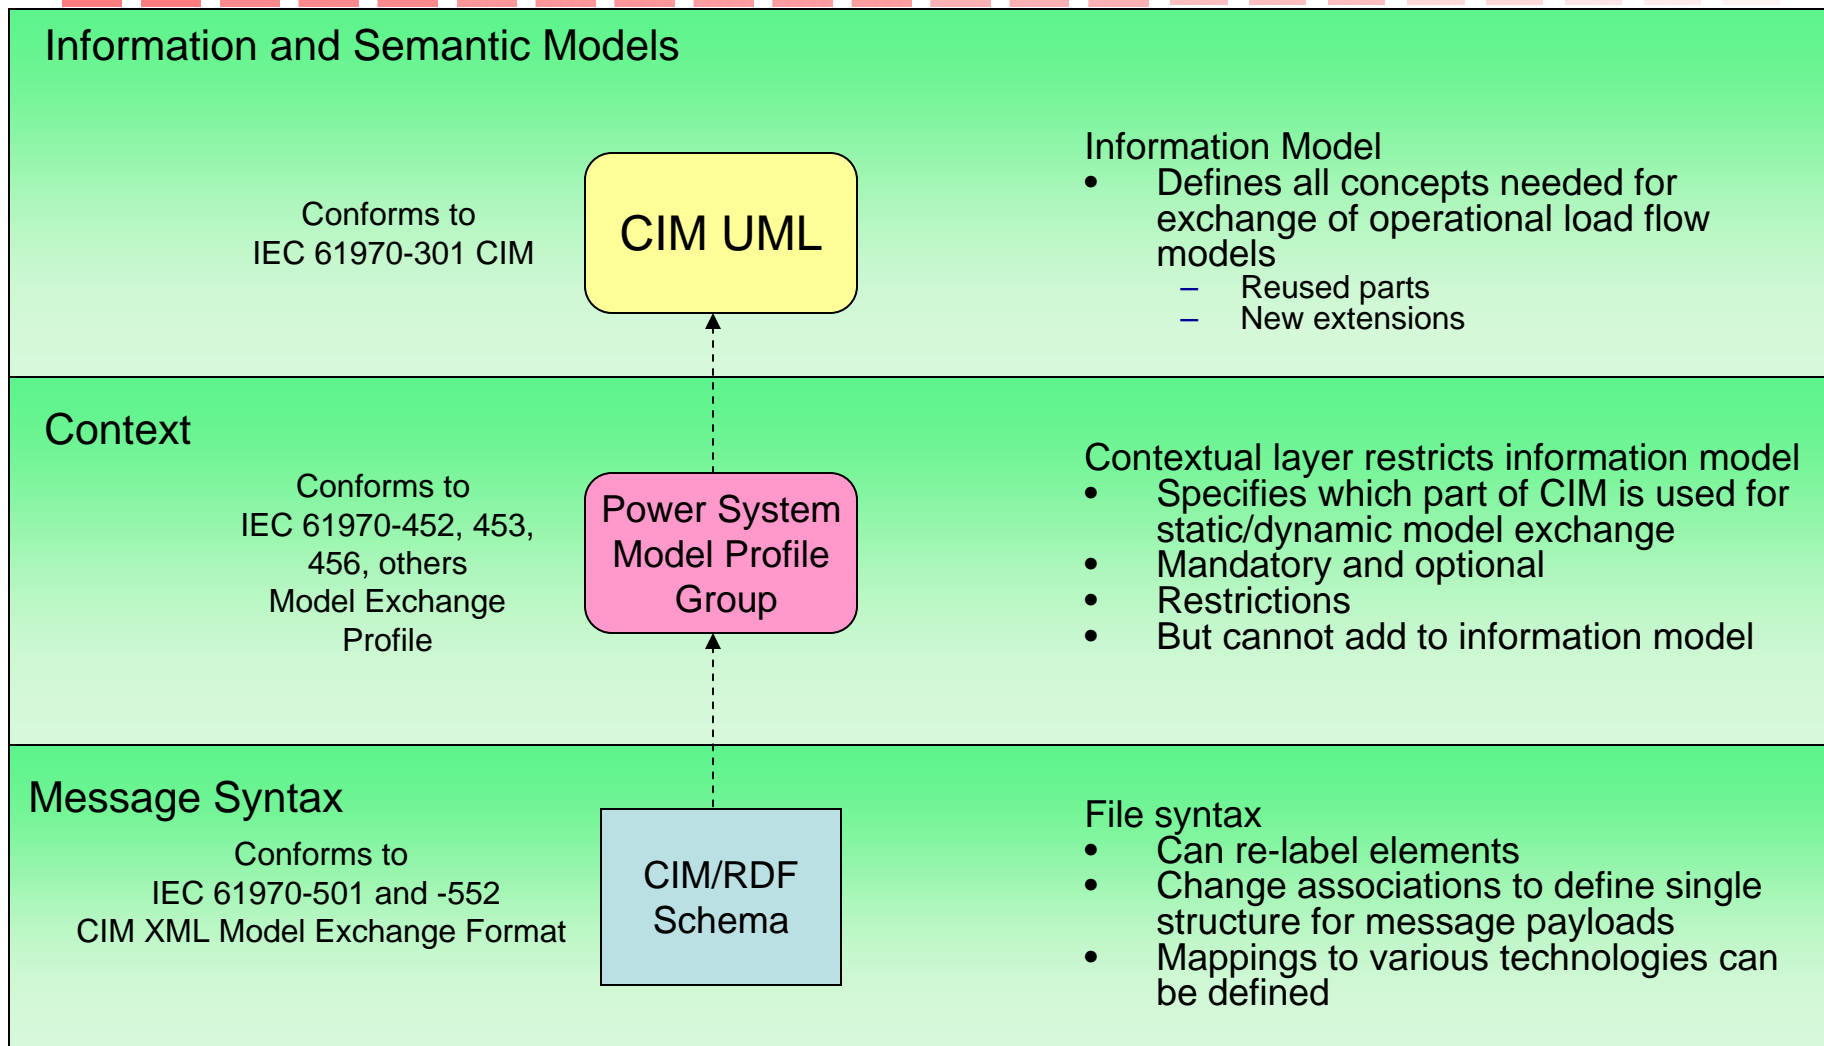 Information and Semantic Models
Conforms to
IEC 61970-301 CIM
CIM UML
Information Model
• Defines all concepts needed for
exchange of operational load flow
models
– Reused parts
– New extensions
Context
Conforms to
IEC 61970-452, 453,
456, others
Model Exchange
Profile
Power System
Model Profile
Group
Contextual layer restricts information model
• Specifies which part of CIM is used for
static/dynamic model exchange
• Mandatory and optional
• Restrictions
• But cannot add to information model
Message Syntax
Conforms to
IEC 61970-501 and -552
CIM XML Model Exchange Format
CIM/RDF
Schema
File syntax
• Can re-label elements
• Change associations to define single
structure for message payloads
• Mappings to various technologies can
be defined